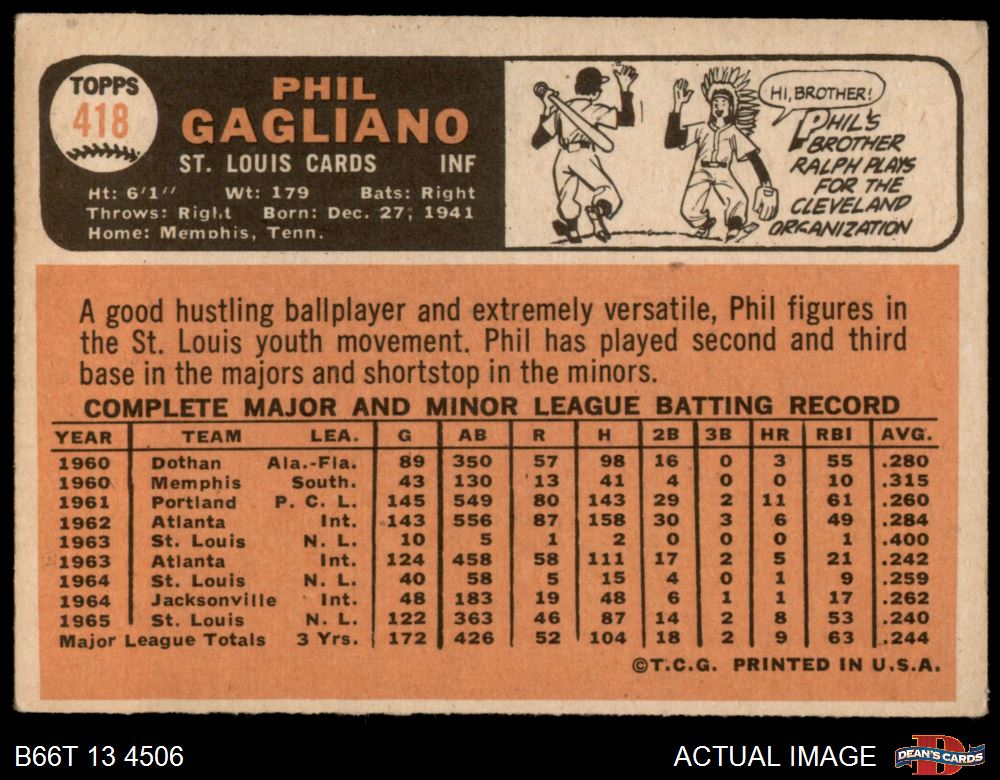 TOPPS
418
PHIL
GAGLIANO
ST. LOUIS CARDS INF
Ht: 6'1" Wt: 179 Bats: Right
Throws: Right Born: Dec. 27, 1941
Home: Memphis, Tenn.
HI, BROTHER!
PHIL'S
BROTHER
RALPH PLAYS
FOR THE
CLEVELAND
ORGANIZATION
A good hustling ballplayer and extremely versatile, Phil figures in
the St. Louis youth movement. Phil has played second and third
base in the majors and shortstop in the minors.
COMPLETE MAJOR AND MINOR LEAGUE BATTING RECORD
YEAR TEAM LEA. G AB R H 2B 3B HR RBI AVG.
1960 Dothan Ala.-Fla. 89 350 57 98 16 0 3 55 .280
1960 Memphis South. 43 130 13 41 4 0 0 10 .315
1961 Portland P. C. L. 145 549 80 143 29 2 11 61 .260
1962 Atlanta Int. 143 556 87 158 30 3 6 49 .284
1963 St. Louis N. L. 10 5 1 2 0 0 0 1 .400
1963 Atlanta Int. 124 458 58 111 17 2 5 21 .242
1964 St. Louis N. L. 40 58 5 15 4 0 1 9 .259
1964 Jacksonville Int. 48 183 19 48 6 1 1 17 .262
1965 St. Louis N. L. 122 363 46 87 14 2 8 53 .240
Major League Totals 3 Yrs. 172 426 52 104 18 2 9 63 .244
©T.C.G. PRINTED IN U.S.A.
B66T 13 4506
ACTUAL IMAGE
DEAN'S CARDS